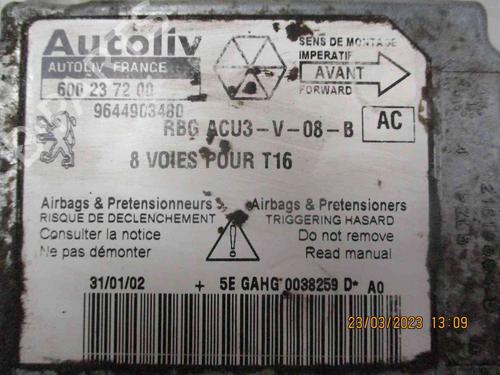 Autoliv
AUTOLIV FRANCE
600 23 72 00
9644903480
SENS DE MONTAGE
IMPERATIF
AVANT
FORWARD
RBG ACU3-V-08-B
AC
8 VOIES POUR T16
Airbags & Pretensionneurs
RISQUE DE DECLENCHEMENT
Consulter la notice
Ne pas démonter
Airbags & Pretensioners
TRIGGERING HASARD
Do not remove
Read manual
31/01/02 + 5E GAHG 0038259 D* A0
23/03/2023 13:09